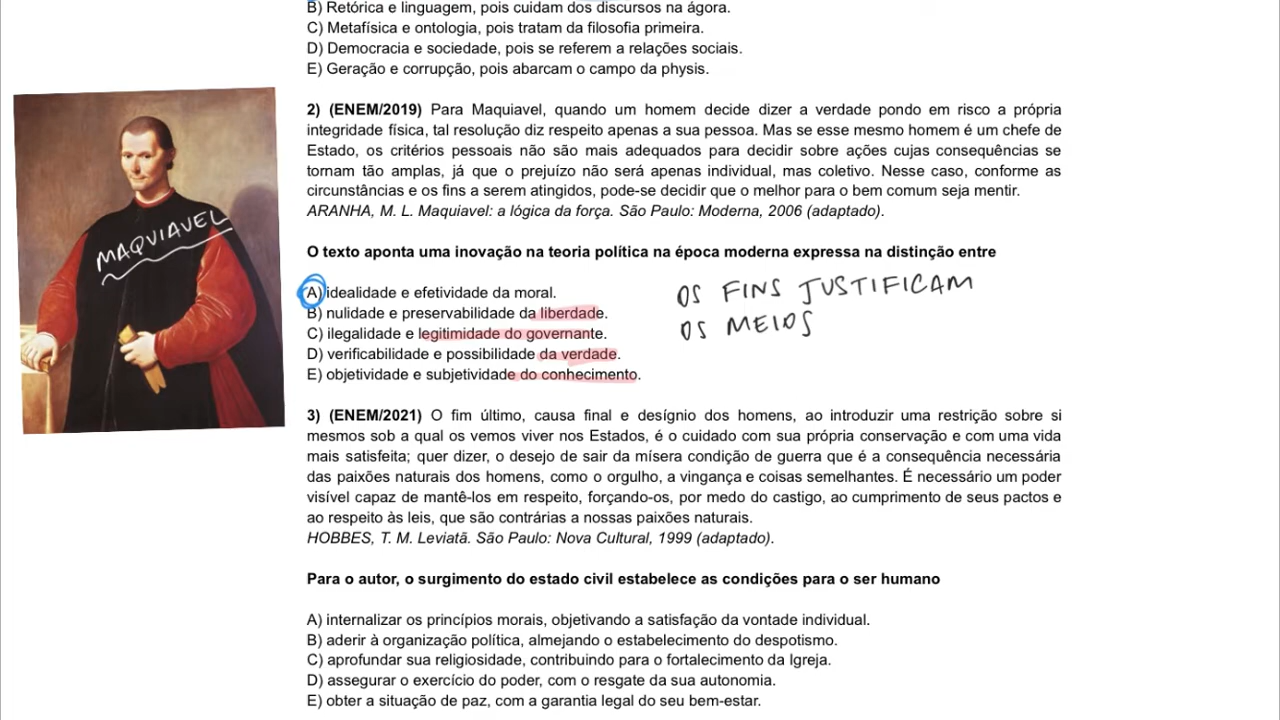 B) Retórica e linguagem, pois cuidam dos discursos na ágora.
C) Metafísica e ontologia, pois tratam da filosofia primeira.
D) Democracia e sociedade, pois se referem a relações sociais.
E) Geração e corrupção, pois abarcam o campo da physis.
2) (ENEM/2019) Para Maquiavel, quando um homem decide dizer a verdade pondo em risco a própria
integridade física, tal resolução diz respeito apenas a sua pessoa. Mas se esse mesmo homem é um chefe de
Estado, os critérios pessoais não são mais adequados para decidir sobre ações cujas consequências se
tornam tão amplas, já que o prejuízo não será apenas individual, mas coletivo. Nesse caso, conforme as
circunstâncias e os fins a serem atingidos, pode-se decidir que o melhor para o bem comum seja mentir.
ARANHA, M. L. Maquiavel: a lógica da força. São Paulo: Moderna, 2006 (adaptado).
MAQUIAVEL
O texto aponta uma inovação na teoria política na época moderna expressa na distinção entre
A) idealidade e efetividade da moral.
B) nulidade e preservabilidade da liberdade.
C) ilegalidade e legitimidade do governante.
D) verificabilidade e possibilidade da verdade.
E) objetividade e subjetividade do conhecimento.
OS FINS JUSTIFICAM
OS MEIOS
3) (ENEM/2021) O fim último, causa final e desígnio dos homens, ao introduzir uma restrição sobre si
mesmos sob a qual os vemos viver nos Estados, é o cuidado com sua própria conservação e com uma vida
mais satisfeita; quer dizer, o desejo de sair da mísera condição de guerra que é a consequência necessária
das paixões naturais dos homens, como o orgulho, a vingança e coisas semelhantes. É necessário um poder
visível capaz de mantê-los em respeito, forçando-os, por medo do castigo, ao cumprimento de seus pactos e
ao respeito às leis, que são contrárias a nossas paixões naturais.
HOBBES, T. M. Leviatã. São Paulo: Nova Cultural, 1999 (adaptado).
Para o autor, o surgimento do estado civil estabelece as condições para o ser humano
A) internalizar os princípios morais, objetivando a satisfação da vontade individual.
B) aderir à organização política, almejando o estabelecimento do despotismo.
C) aprofundar sua religiosidade, contribuindo para o fortalecimento da Igreja.
D) assegurar o exercício do poder, com o resgate da sua autonomia.
E) obter a situação de paz, com a garantia legal do seu bem-estar.